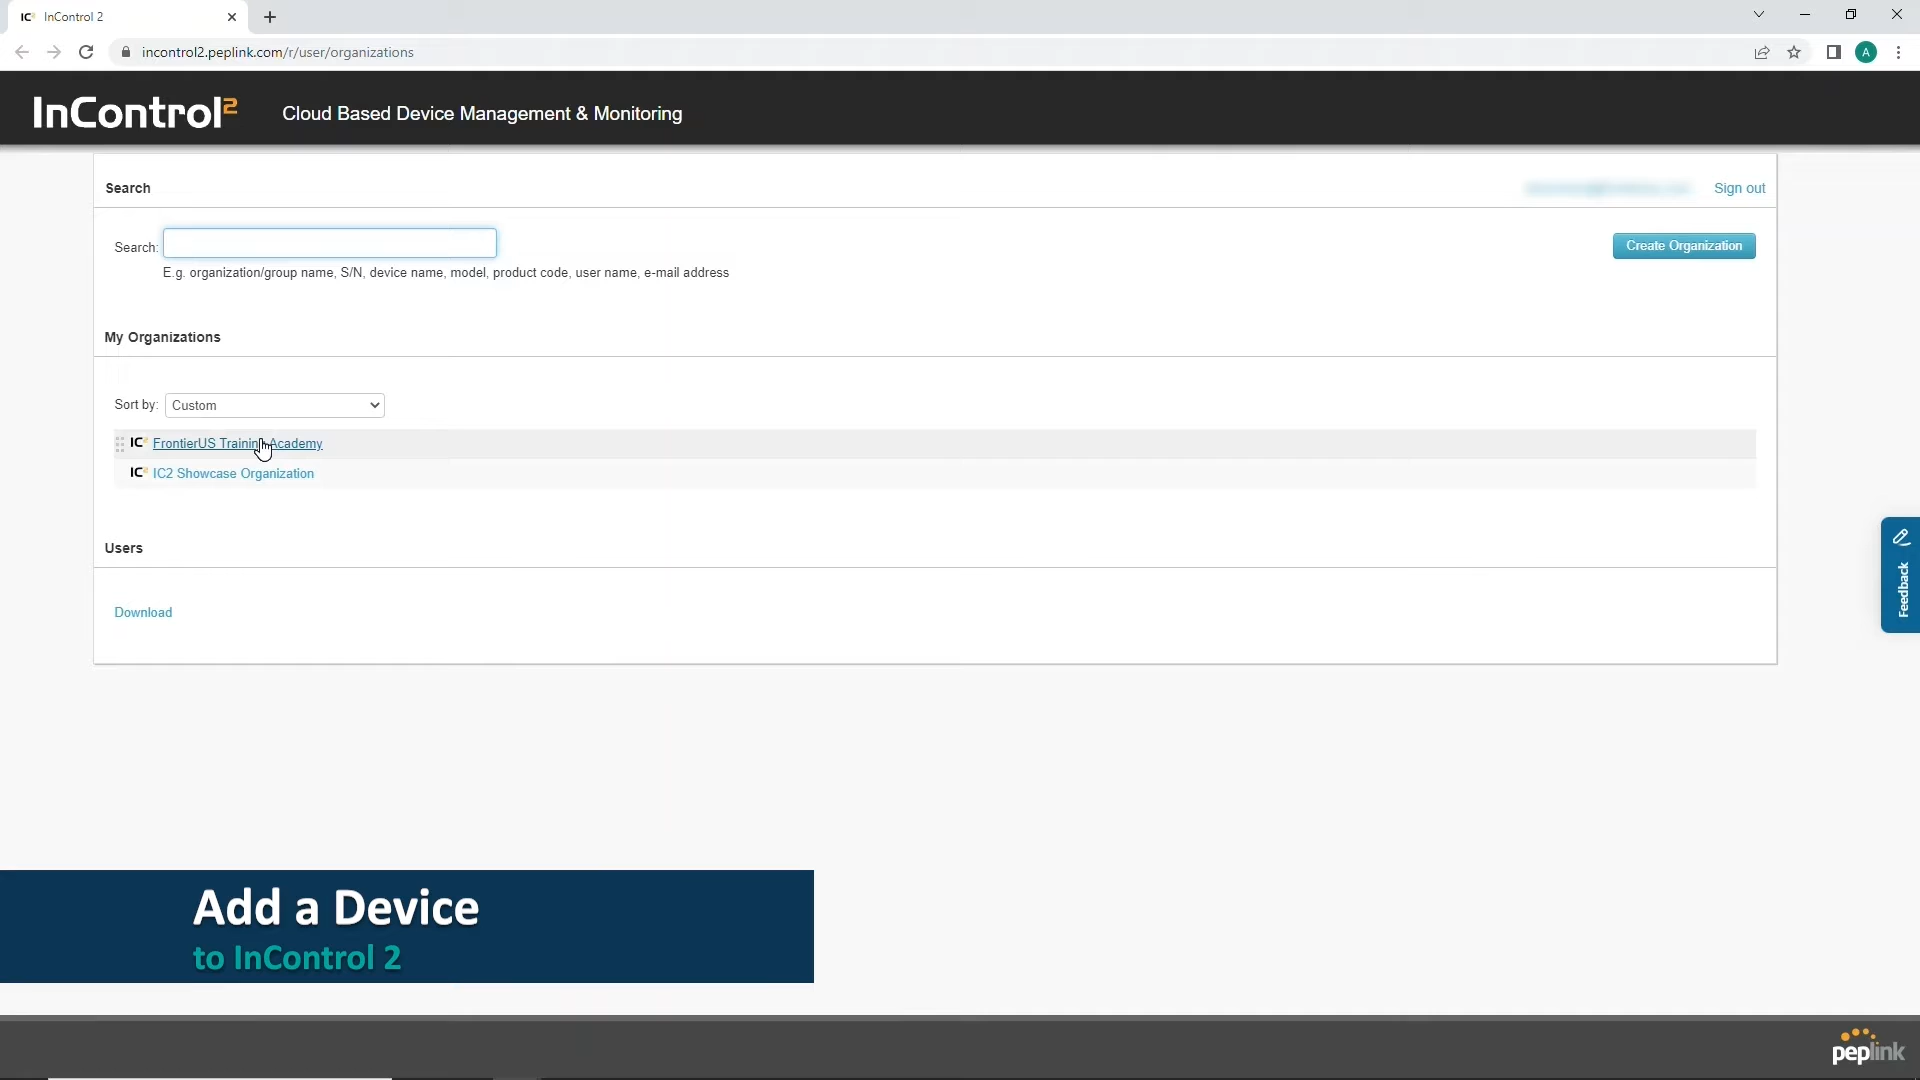 IC² InControl 2
incontrol2.peplink.com/r/user/organizations
A
InControl² Cloud Based Device Management & Monitoring
Search
Sign out
Search:
Create Organization
E.g. organization/group name, S/N, device name, model, product code, user name, e-mail address
My Organizations
Sort by: Custom
IC² FrontierUS Training Academy
IC² IC2 Showcase Organization
Users
Download
Feedback
Add a Device
to InControl 2
peplink